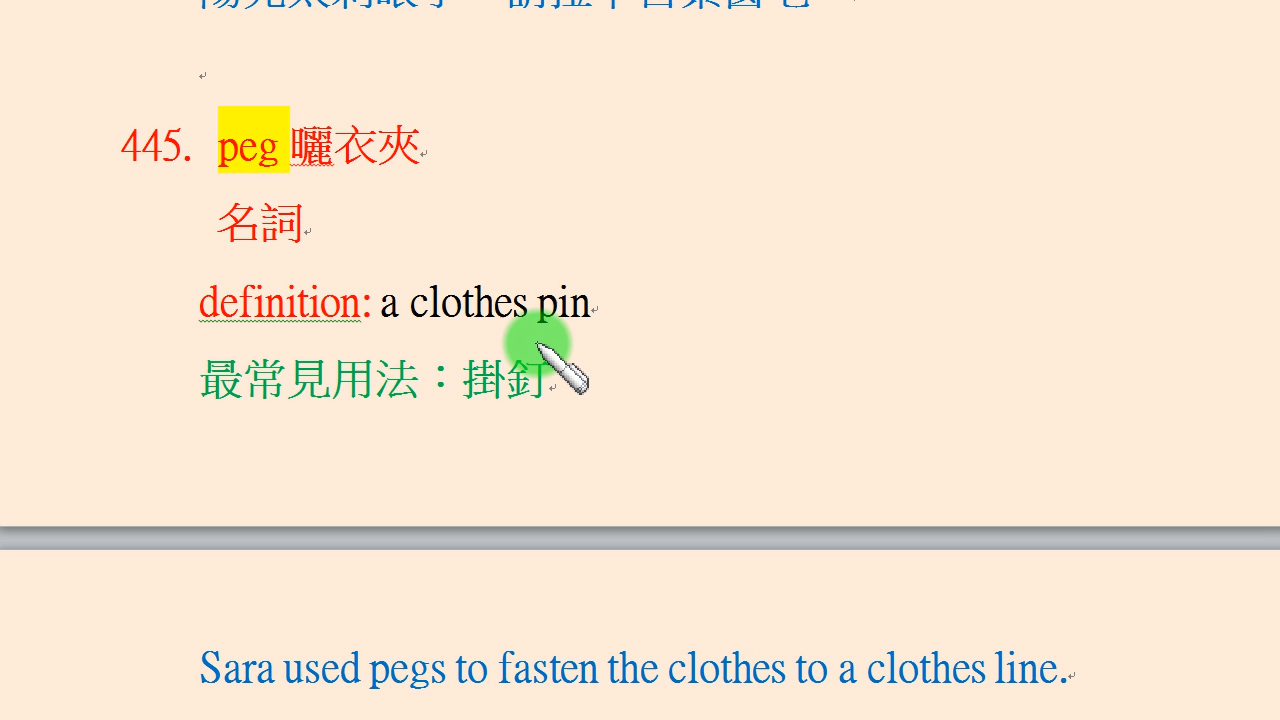 445. peg 曬衣夾
名詞
definition: a clothes pin
最常見用法：掛釘
Sara used pegs to fasten the clothes to a clothes line.